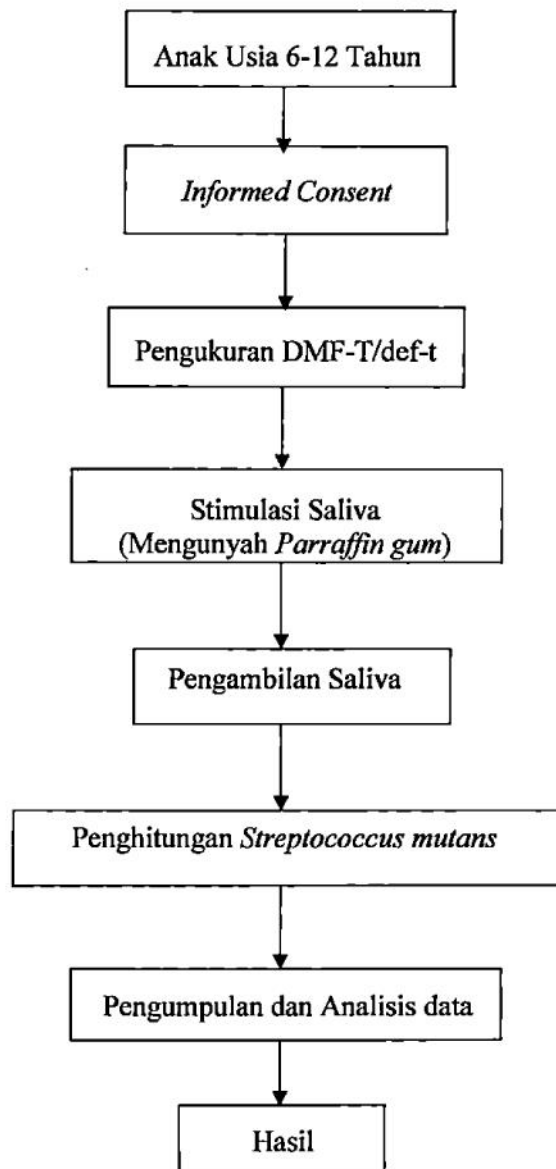 Anak Usia 6-12 Tahun
Informed Consent
Pengukuran DMF-T/def-t
Stimulasi Saliva
(Mengunyah Parraffin gum)
Pengambilan Saliva
Penghitungan Streptococcus mutans
Pengumpulan dan Analisis data
Hasil